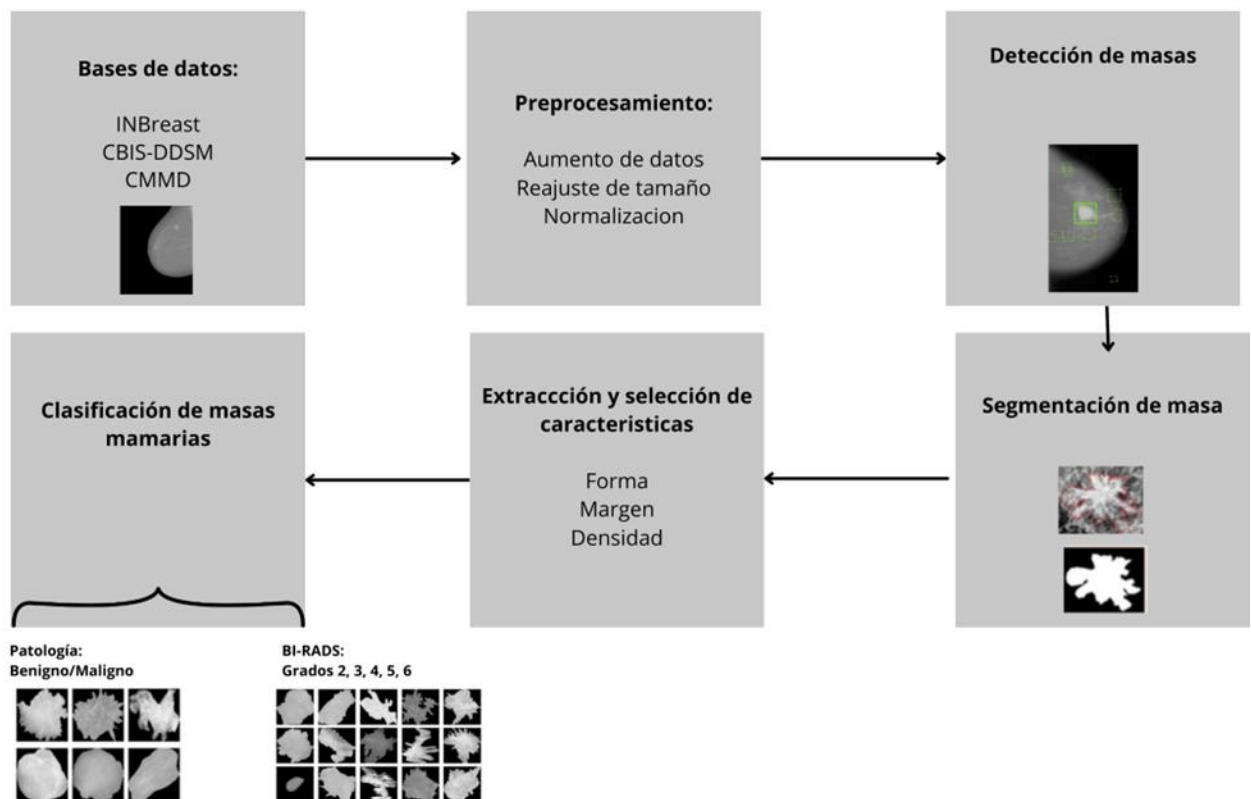 Bases de datos:
INBreast
CBIS-DDSM
CMMD
Preprocesamiento:
Aumento de datos
Reajuste de tamaño
Normalizacion
Detección de masas
Segmentación de masa
Extraccción y selección de
caracteristicas
Forma
Margen
Densidad
Clasificación de masas
mamarias
Patología:
Benigno/Maligno
BI-RADS:
Grados 2, 3, 4, 5, 6